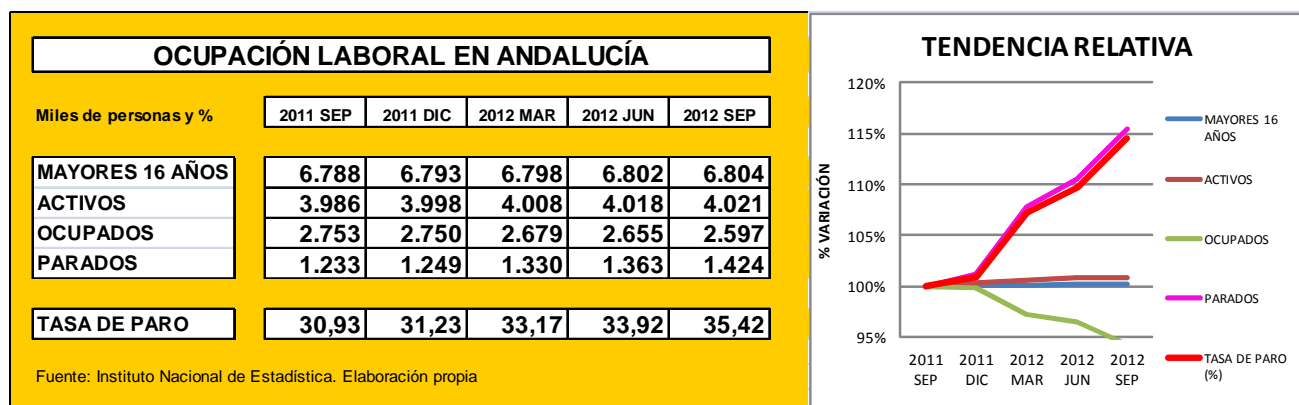 OCUPACIÓN LABORAL EN ANDALUCÍA
Miles de personas y % 2011 SEP 2011 DIC 2012 MAR 2012 JUN 2012 SEP
MAYORES 16 AÑOS 6.788 6.793 6.798 6.802 6.804
ACTIVOS 3.986 3.998 4.008 4.018 4.021
OCUPADOS 2.753 2.750 2.679 2.655 2.597
PARADOS 1.233 1.249 1.330 1.363 1.424
TASA DE PARO 30,93 31,23 33,17 33,92 35,42
Fuente: Instituto Nacional de Estadística. Elaboración propia
TENDENCIA RELATIVA
% VARIACIÓN
120%
115%
110%
105%
100%
95%
2011 2011 2012 2012 2012
SEP DIC MAR JUN SEP
MAYORES 16
AÑOS
ACTIVOS
OCUPADOS
PARADOS
TASA DE PARO
(%)